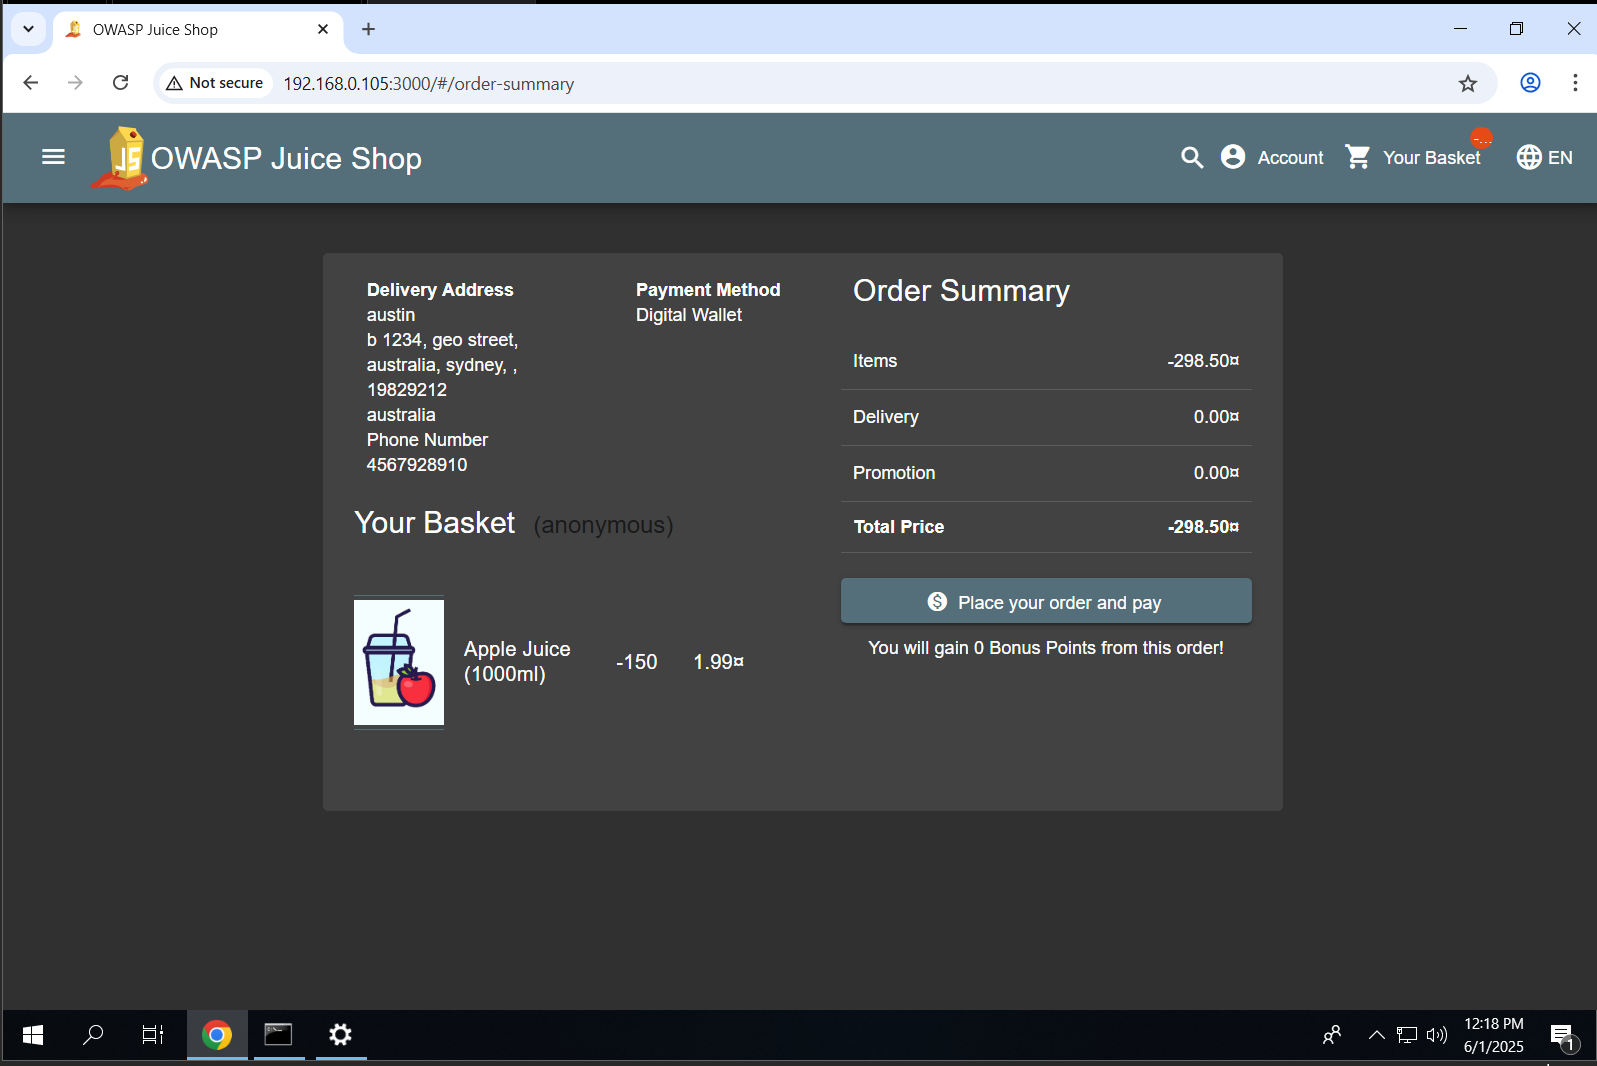 OWASP Juice Shop
Not secure
192.168.0.105:3000/#/order-summary
JS
OWASP Juice Shop
Account
Your Basket
-...
EN
Delivery Address
austin
b 1234, geo street,
australia, sydney, ,
19829212
australia
Phone Number
4567928910
Payment Method
Digital Wallet
Your Basket (anonymous)
Apple Juice
(1000ml)
-150
1.99¤
Order Summary
Items -298.50¤
Delivery 0.00¤
Promotion 0.00¤
Total Price -298.50¤
Place your order and pay
You will gain 0 Bonus Points from this order!
12:18 PM
6/1/2025
1